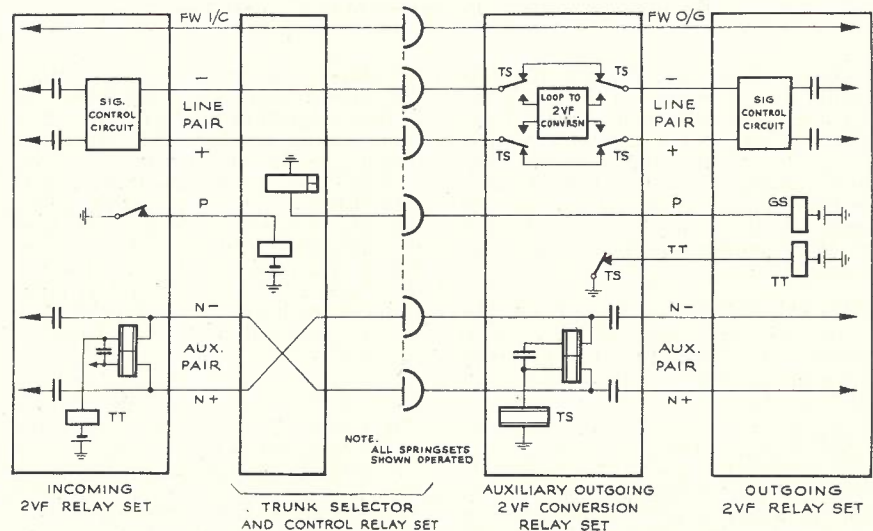 FW I/C
FW O/G
−
SIG.
CONTROL
CIRCUIT
LINE
PAIR
+
TS
TS
LOOP TO
2VF
CONVRSN
TS
TS
−
LINE
PAIR
+
SIG
CONTROL
CIRCUIT
P
P
GS
TT
TS
TT
N−
AUX.
PAIR
N+
TT
N−
AUX.
PAIR
N+
TS
NOTE.
ALL SPRINGSETS
SHOWN OPERATED
INCOMING
2VF RELAY SET
TRUNK SELECTOR
AND CONTROL RELAY SET
AUXILIARY OUTGOING
2VF CONVERSION
RELAY SET
OUTGOING
2VF RELAY SET